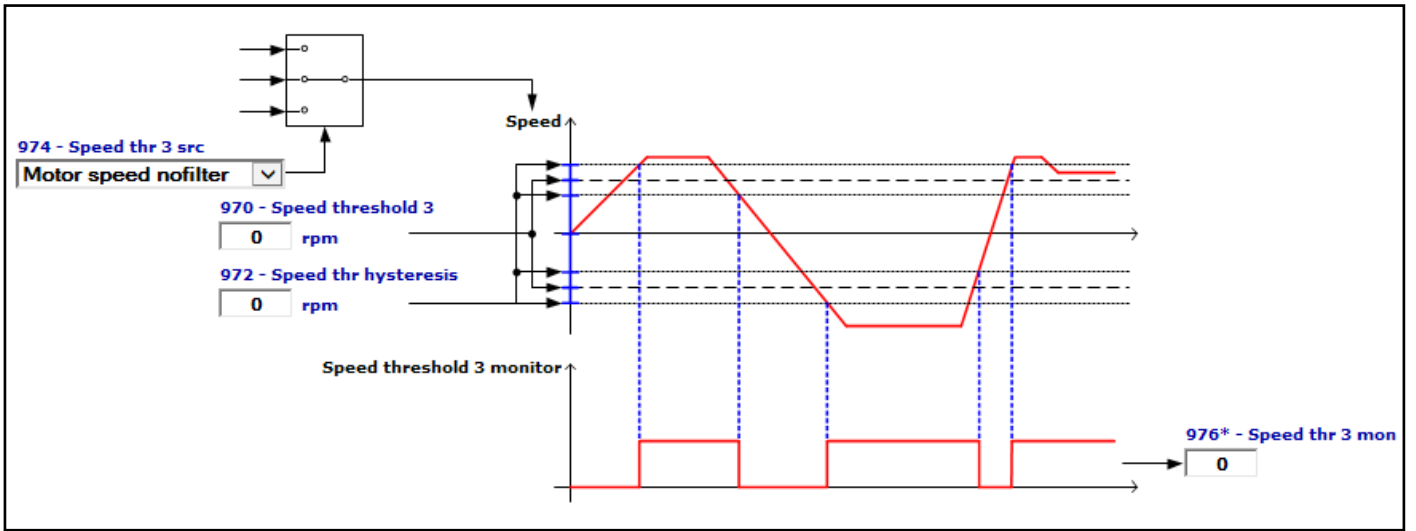 Speed
974 - Speed thr 3 src
Motor speed nofilter
970 - Speed threshold 3
0 rpm
972 - Speed thr hysteresis
0 rpm
Speed threshold 3 monitor
976* - Speed thr 3 mon
0